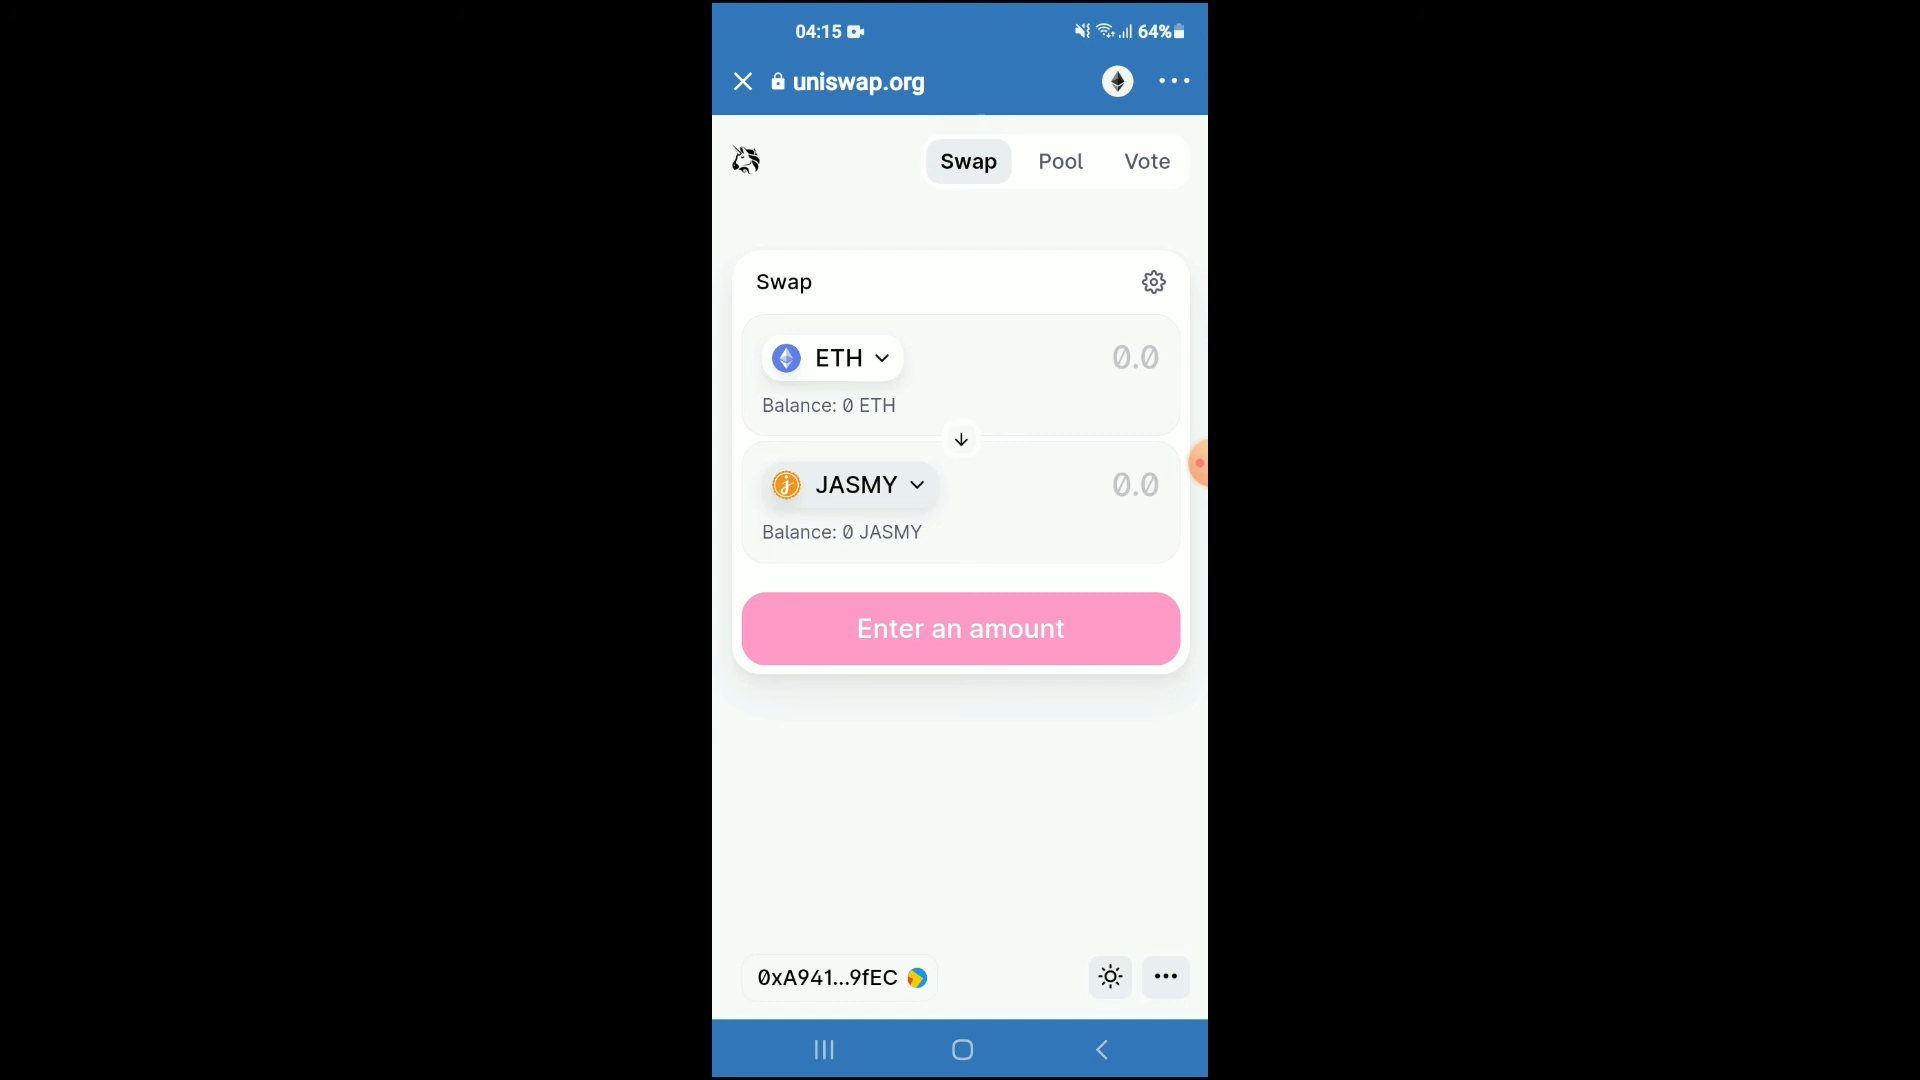 04:15 64%
uniswap.org
Swap Pool Vote
Swap
ETH 0.0
Balance: 0 ETH
JASMY 0.0
Balance: 0 JASMY
Enter an amount
0xA941...9fEC